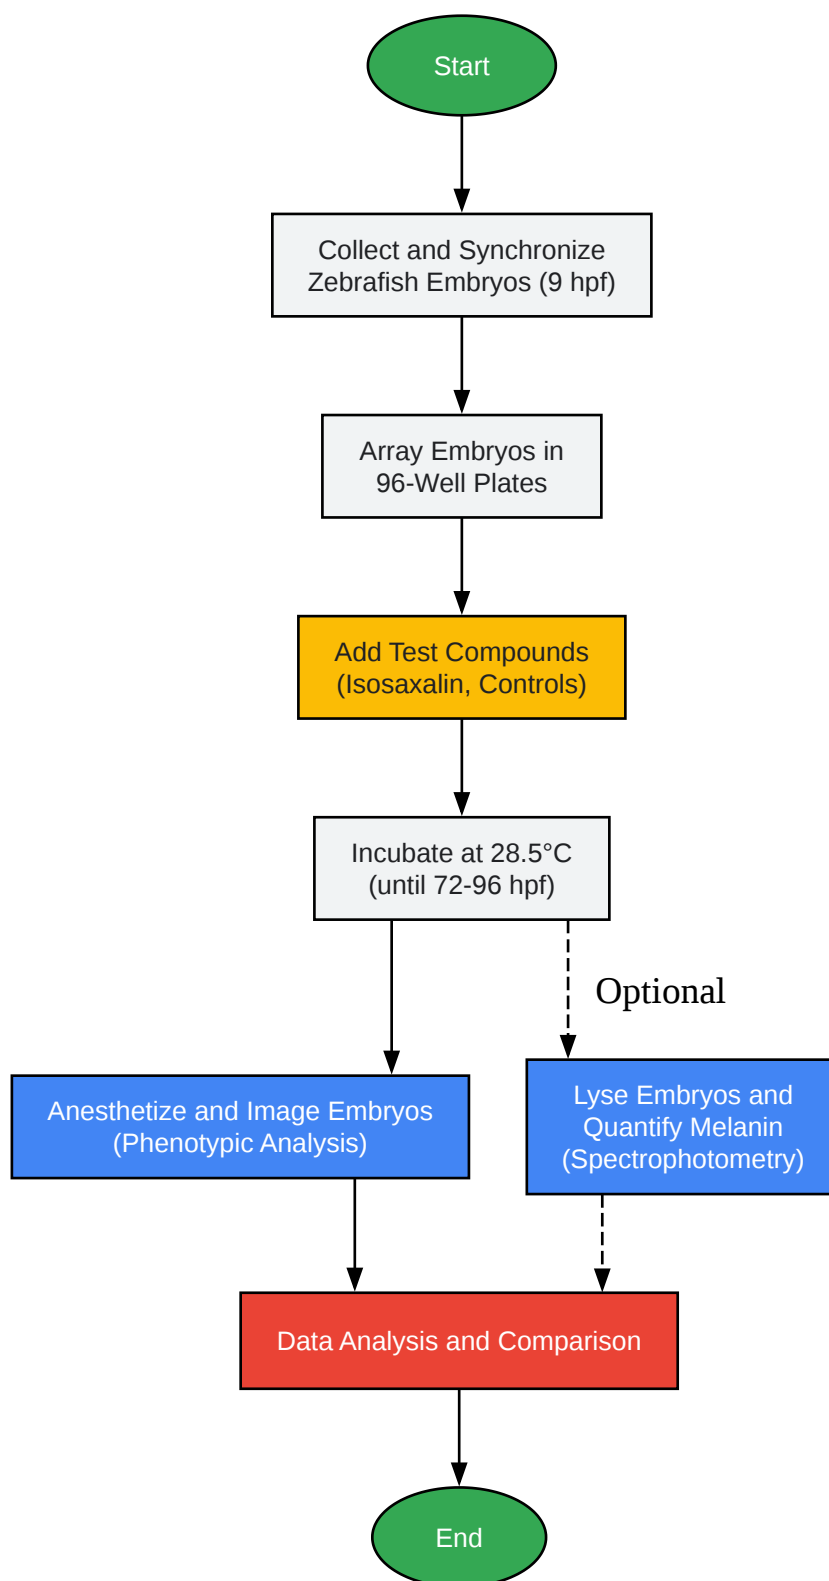 Start
Collect and Synchronize
Zebrafish Embryos (9 hpf)
Array Embryos in
96-Well Plates
Add Test Compounds
(Isosaxalin, Controls)
Incubate at 28.5°C
(until 72-96 hpf)
Optional
Anesthetize and Image Embryos
(Phenotypic Analysis)
Lyse Embryos and
Quantify Melanin
(Spectrophotometry)
Data Analysis and Comparison
End